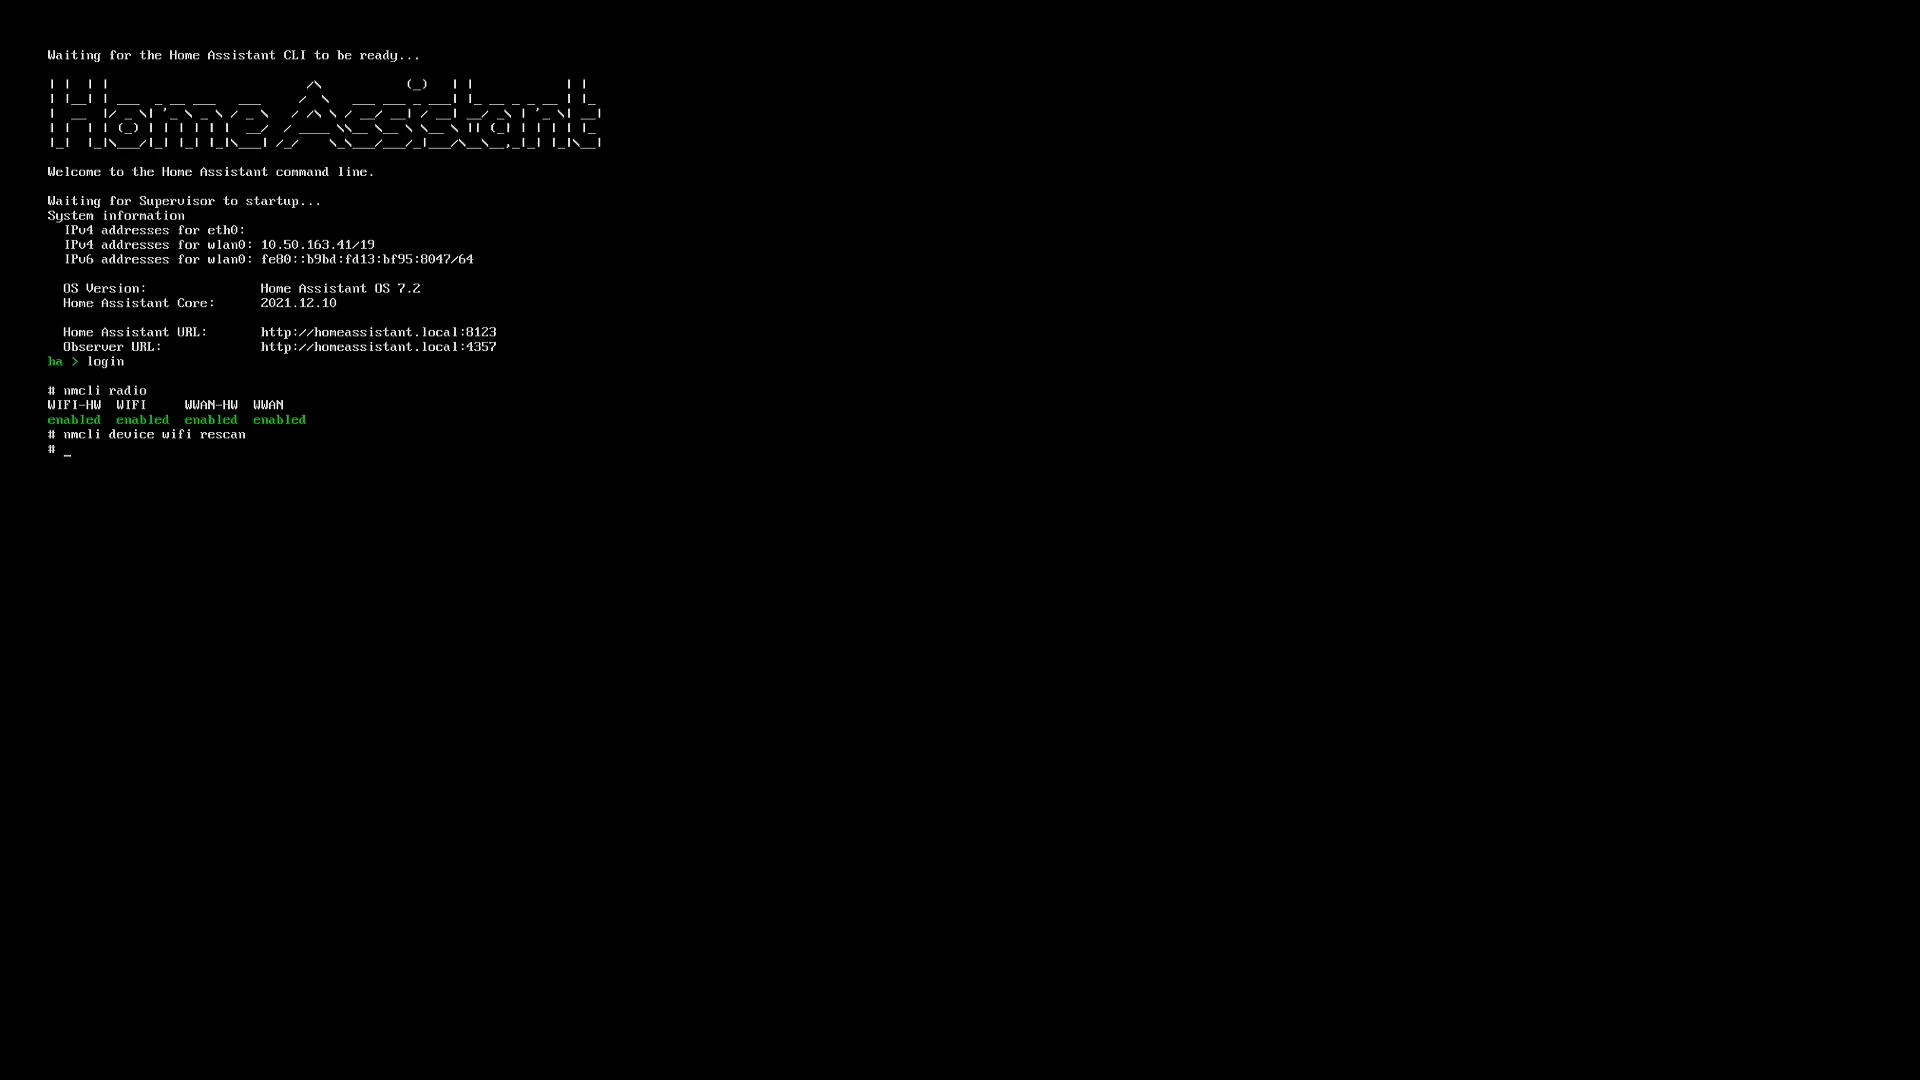 Waiting for the Home Assistant CLI to be ready...
Home Assistant
Welcome to the Home Assistant command line.
Waiting for Supervisor to startup...
System information
IPv4 addresses for eth0:
IPv4 addresses for wlan0: 10.50.163.41/19
IPv6 addresses for wlan0: fe80::b9bd:fd13:bf95:8047/64
OS Version: Home Assistant OS 7.2
Home Assistant Core: 2021.12.10
Home Assistant URL: http://homeassistant.local:8123
Observer URL: http://homeassistant.local:4357
ha > login
# nmcli radio
WIFI-HW WIFI WWAN-HW WWAN
enabled enabled enabled enabled
# nmcli device wifi rescan
# _